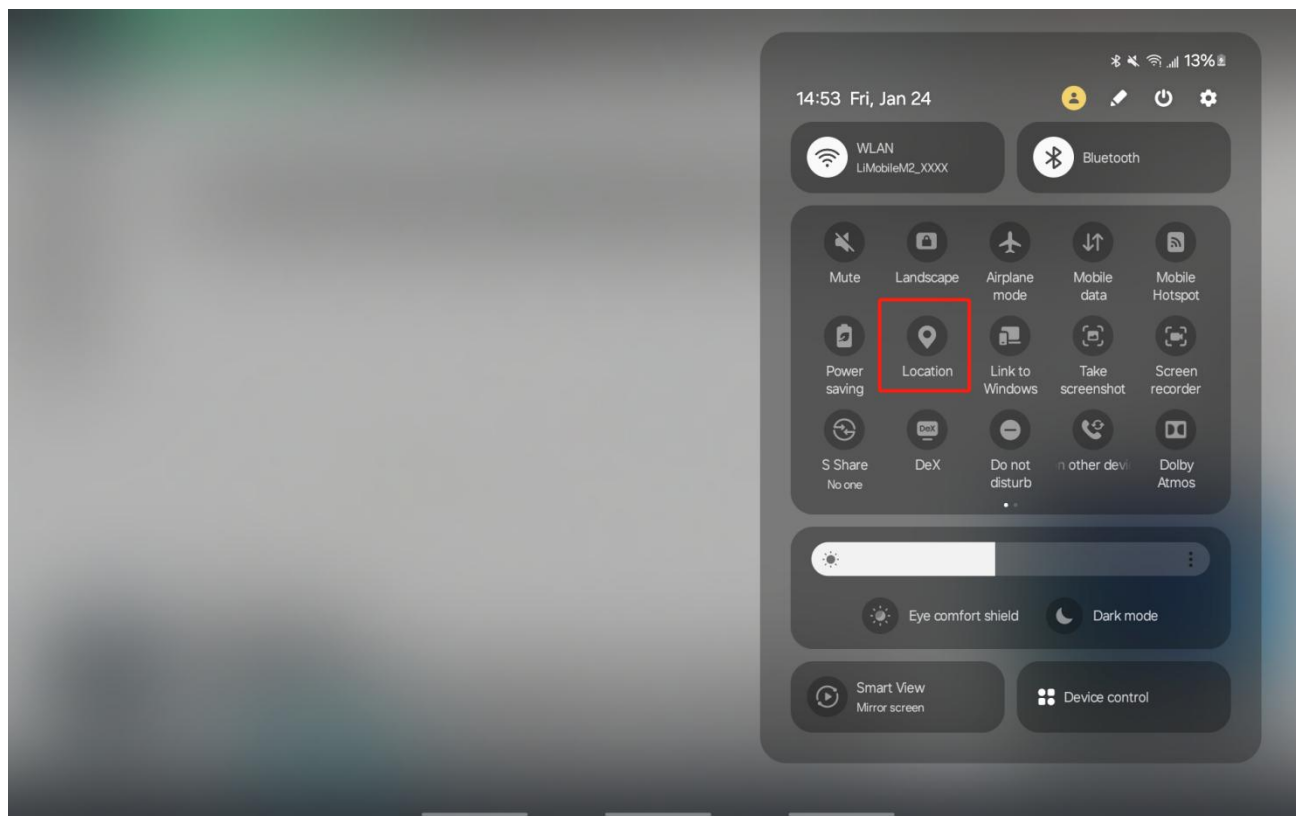 13%
14:53 Fri, Jan 24
WLAN
LiMobileM2_XXXX
Bluetooth
Mute
Landscape
Airplane
mode
Mobile
data
Mobile
Hotspot
Power
saving
Location
Link to
Windows
Take
screenshot
Screen
recorder
S Share
No one
DeX
DeX
Do not
disturb
other
Dolby
Atmos
Eye comfort shield
Dark mode
Smart View
Mirror screen
Device control